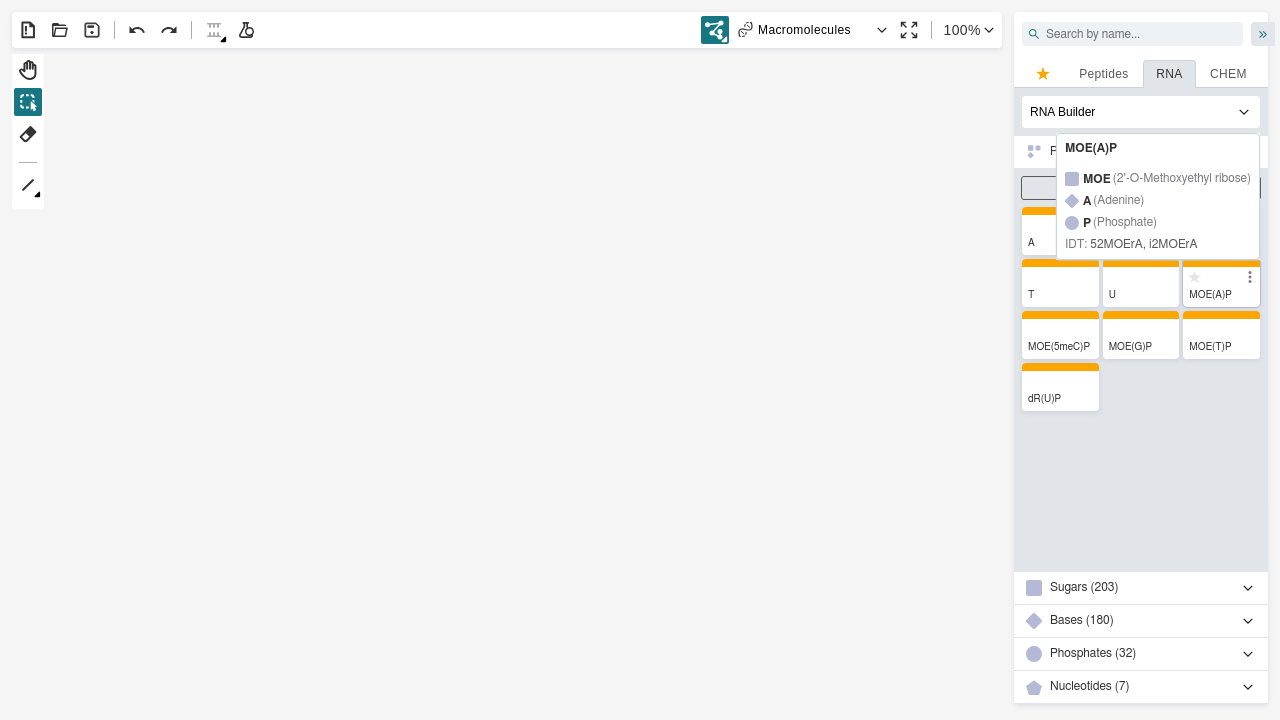 Macromolecules
100%
Search by name...
Peptides
RNA
CHEM
RNA Builder
MOE(A)P
MOE (2'-O-Methoxyethyl ribose)
A (Adenine)
P (Phosphate)
IDT: 52MOErA, i2MOErA
A
T
U
MOE(A)P
MOE(5meC)P
MOE(G)P
MOE(T)P
dR(U)P
Sugars (203)
Bases (180)
Phosphates (32)
Nucleotides (7)